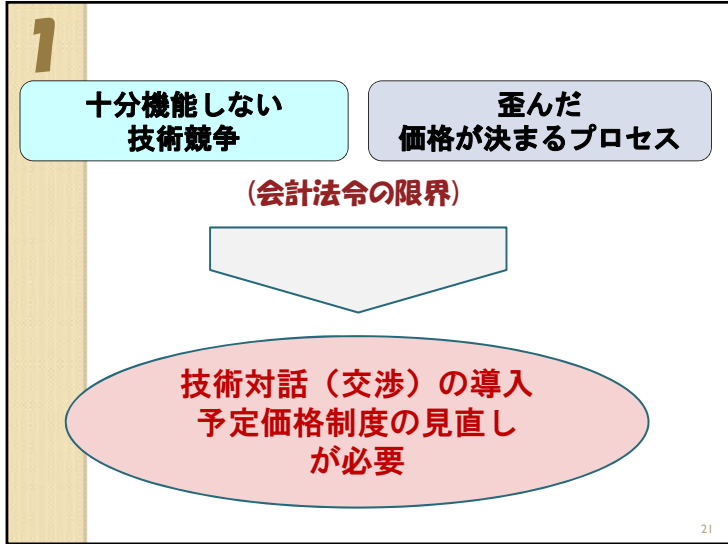 1
十分機能しない
技術競争
歪んだ
価格が決まるプロセス
(会計法令の限界)
技術対話（交渉）の導入
予定価格制度の見直し
が必要
21